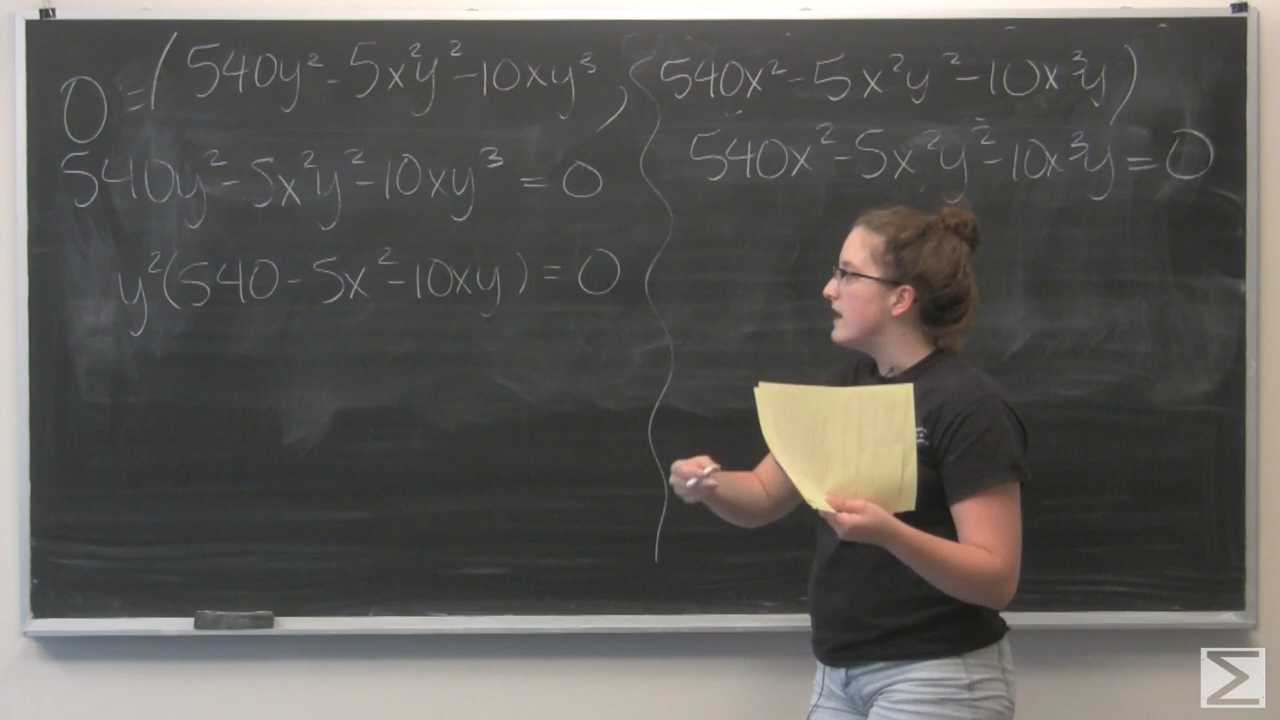 0 = ( 540y² - 5x²y² - 10xy³ , 540x² - 5x²y² - 10x³y )
540y² - 5x²y² - 10xy³ = 0
540x² - 5x²y² - 10x³y = 0
y²(540 - 5x² - 10xy) = 0
Σ